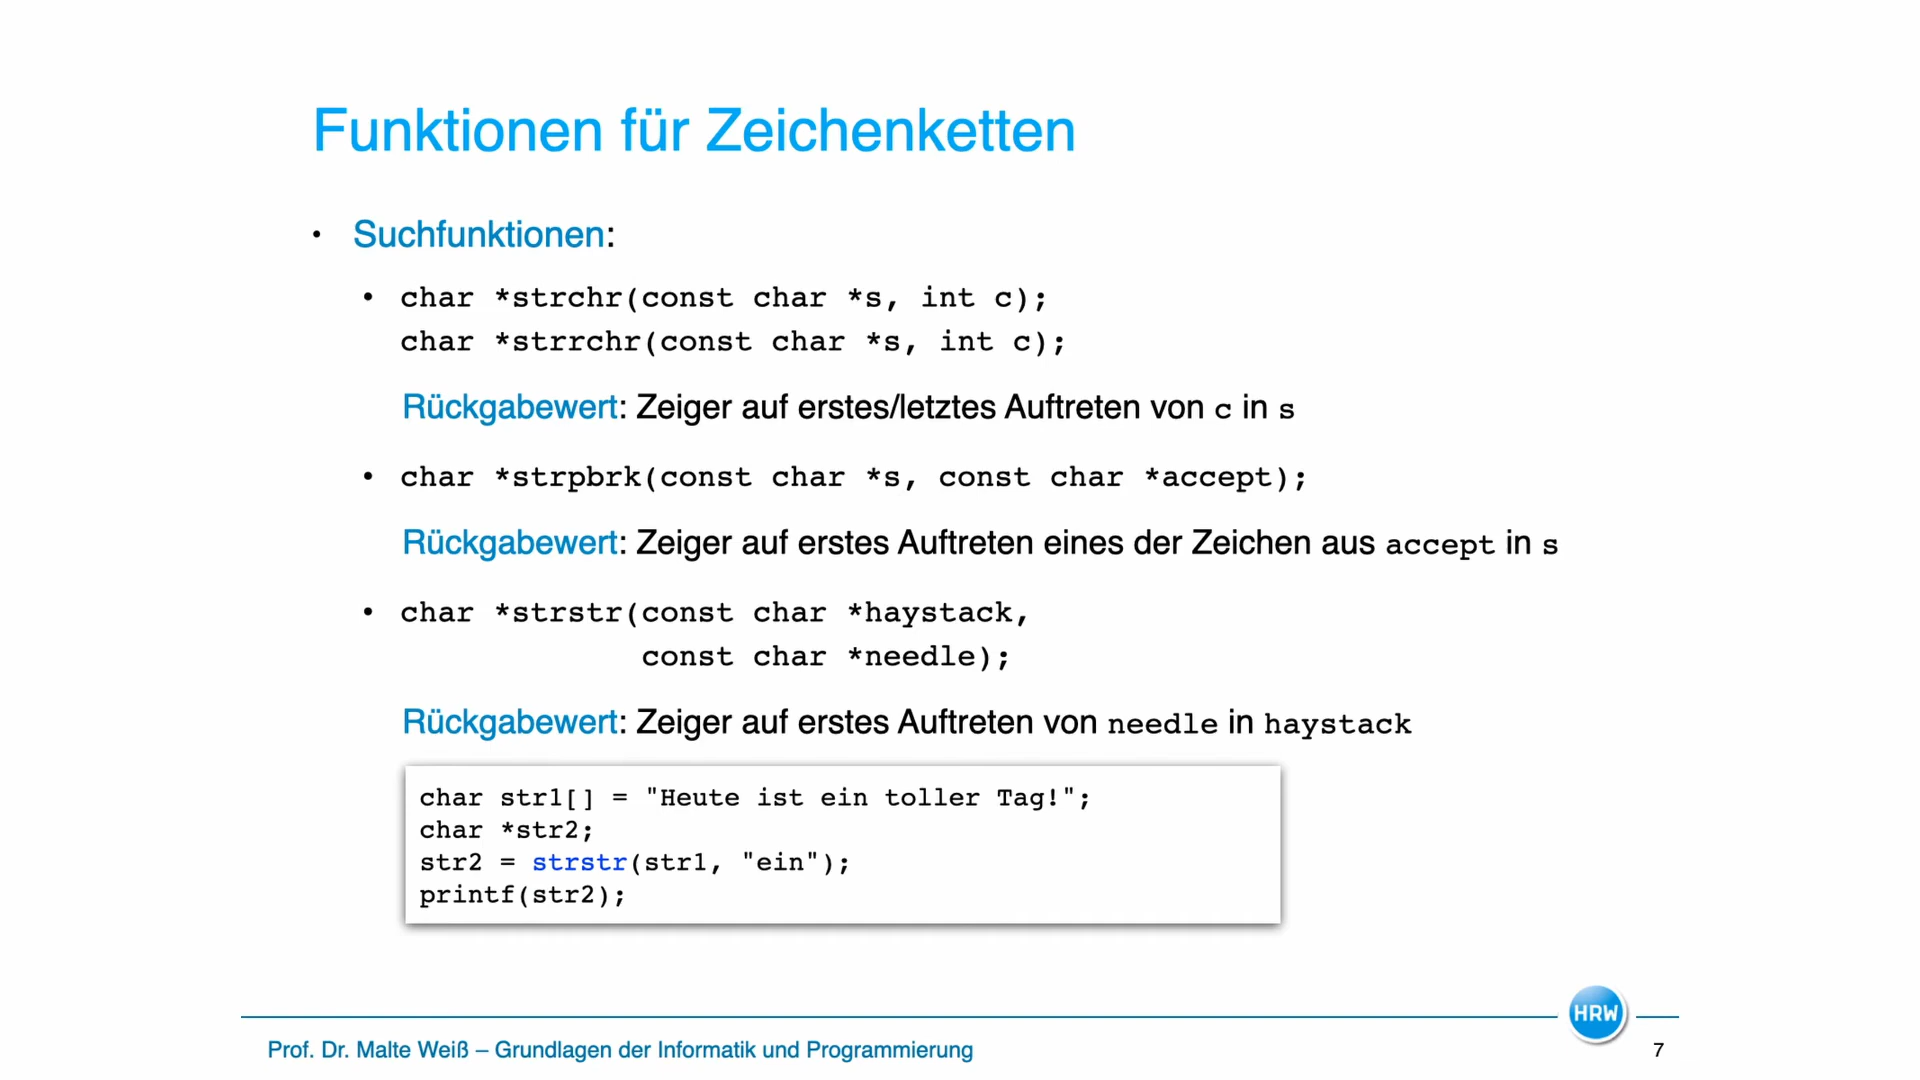 Funktionen für Zeichenketten
• Suchfunktionen:
• char *strchr(const char *s, int c);
char *strrchr(const char *s, int c);
Rückgabewert: Zeiger auf erstes/letztes Auftreten von c in s
• char *strpbrk(const char *s, const char *accept);
Rückgabewert: Zeiger auf erstes Auftreten eines der Zeichen aus accept in s
• char *strstr(const char *haystack,
const char *needle);
Rückgabewert: Zeiger auf erstes Auftreten von needle in haystack
char str1[] = "Heute ist ein toller Tag!";
char *str2;
str2 = strstr(str1, "ein");
printf(str2);
HRW
Prof. Dr. Malte Weiß – Grundlagen der Informatik und Programmierung
7